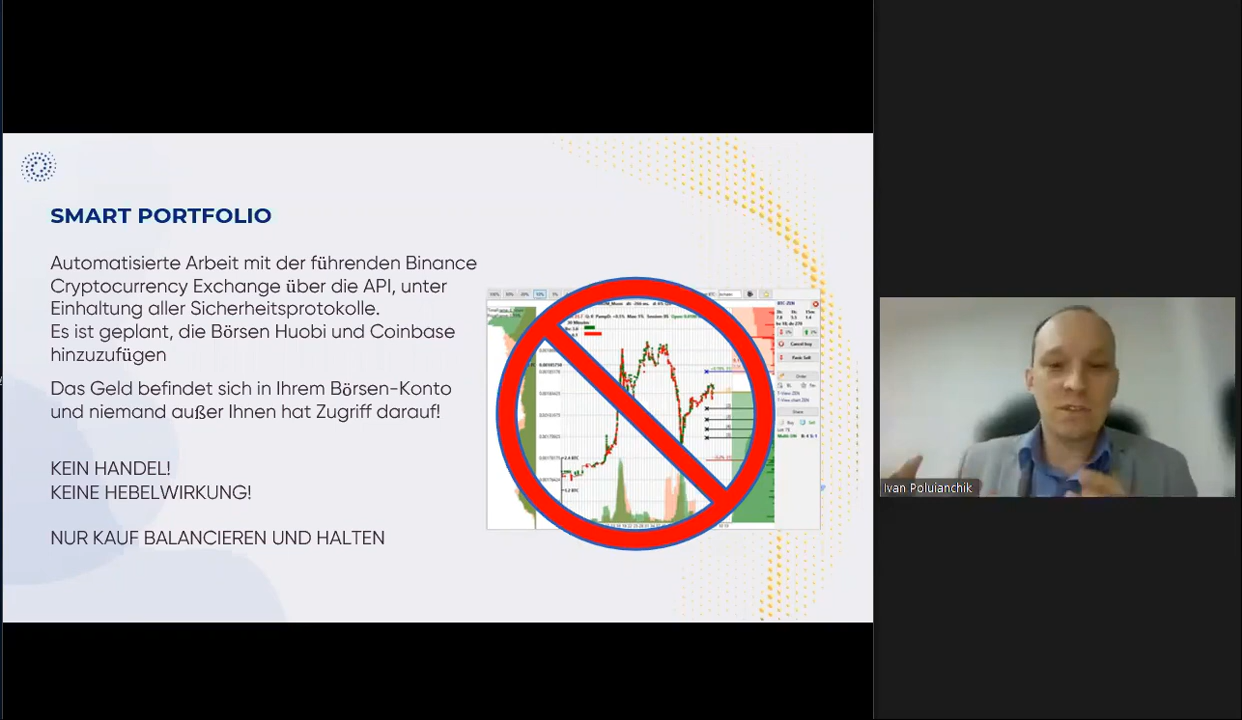 SMART PORTFOLIO
Automatisierte Arbeit mit der führenden Binance
Cryptocurrency Exchange über die API, unter
Einhaltung aller Sicherheitsprotokolle.
Es ist geplant, die Börsen Huobi und Coinbase
hinzuzufügen
Das Geld befindet sich in Ihrem Börsen-Konto
und niemand außer Ihnen hat Zugriff darauf!
KEIN HANDEL!
KEINE HEBELWIRKUNG!
NUR KAUF BALANCIEREN UND HALTEN
Ivan Poluianchik